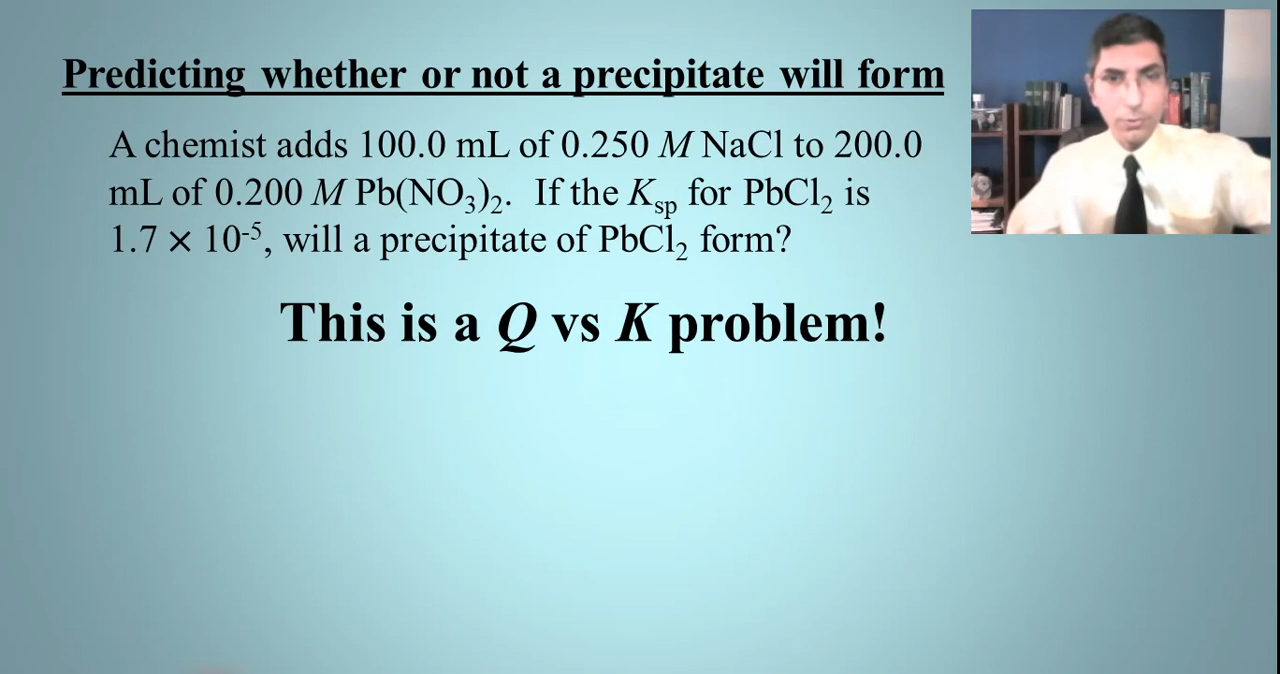 Predicting whether or not a precipitate will form
A chemist adds 100.0 mL of 0.250 M NaCl to 200.0
mL of 0.200 M Pb(NO₃)₂. If the Kₛₚ for PbCl₂ is
1.7 × 10⁻⁵, will a precipitate of PbCl₂ form?
This is a Q vs K problem!